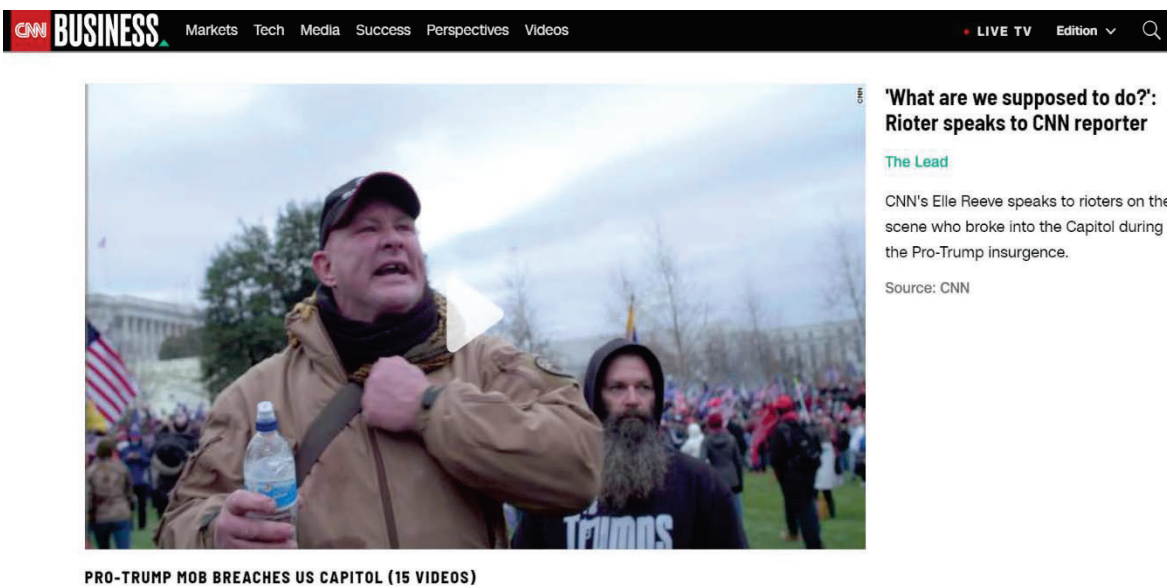 CNN BUSINESS Markets Tech Media Success Perspectives Videos LIVE TV Edition
CNN
'What are we supposed to do?':
Rioter speaks to CNN reporter
The Lead
CNN's Elle Reeve speaks to rioters on the
scene who broke into the Capitol during
the Pro-Trump insurgence.
Source: CNN
TRUMPS
PRO-TRUMP MOB BREACHES US CAPITOL (15 VIDEOS)